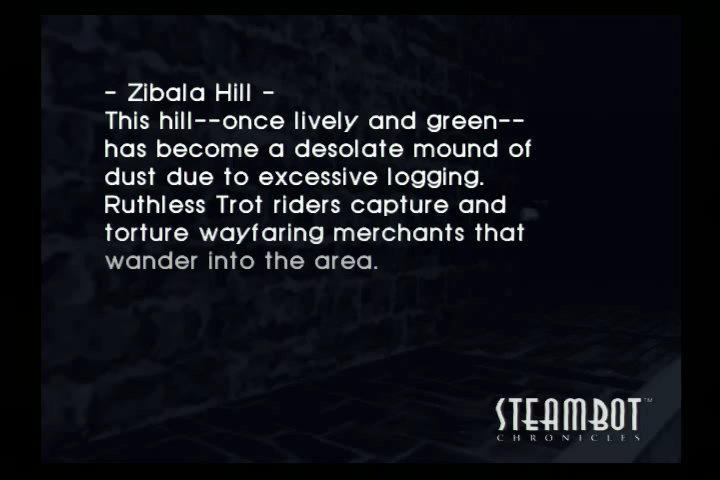 - Zibala Hill -
This hill--once lively and green--
has become a desolate mound of
dust due to excessive logging.
Ruthless Trot riders capture and
torture wayfaring merchants that
wander into the area.
STEAMBOT™
CHRONICLES